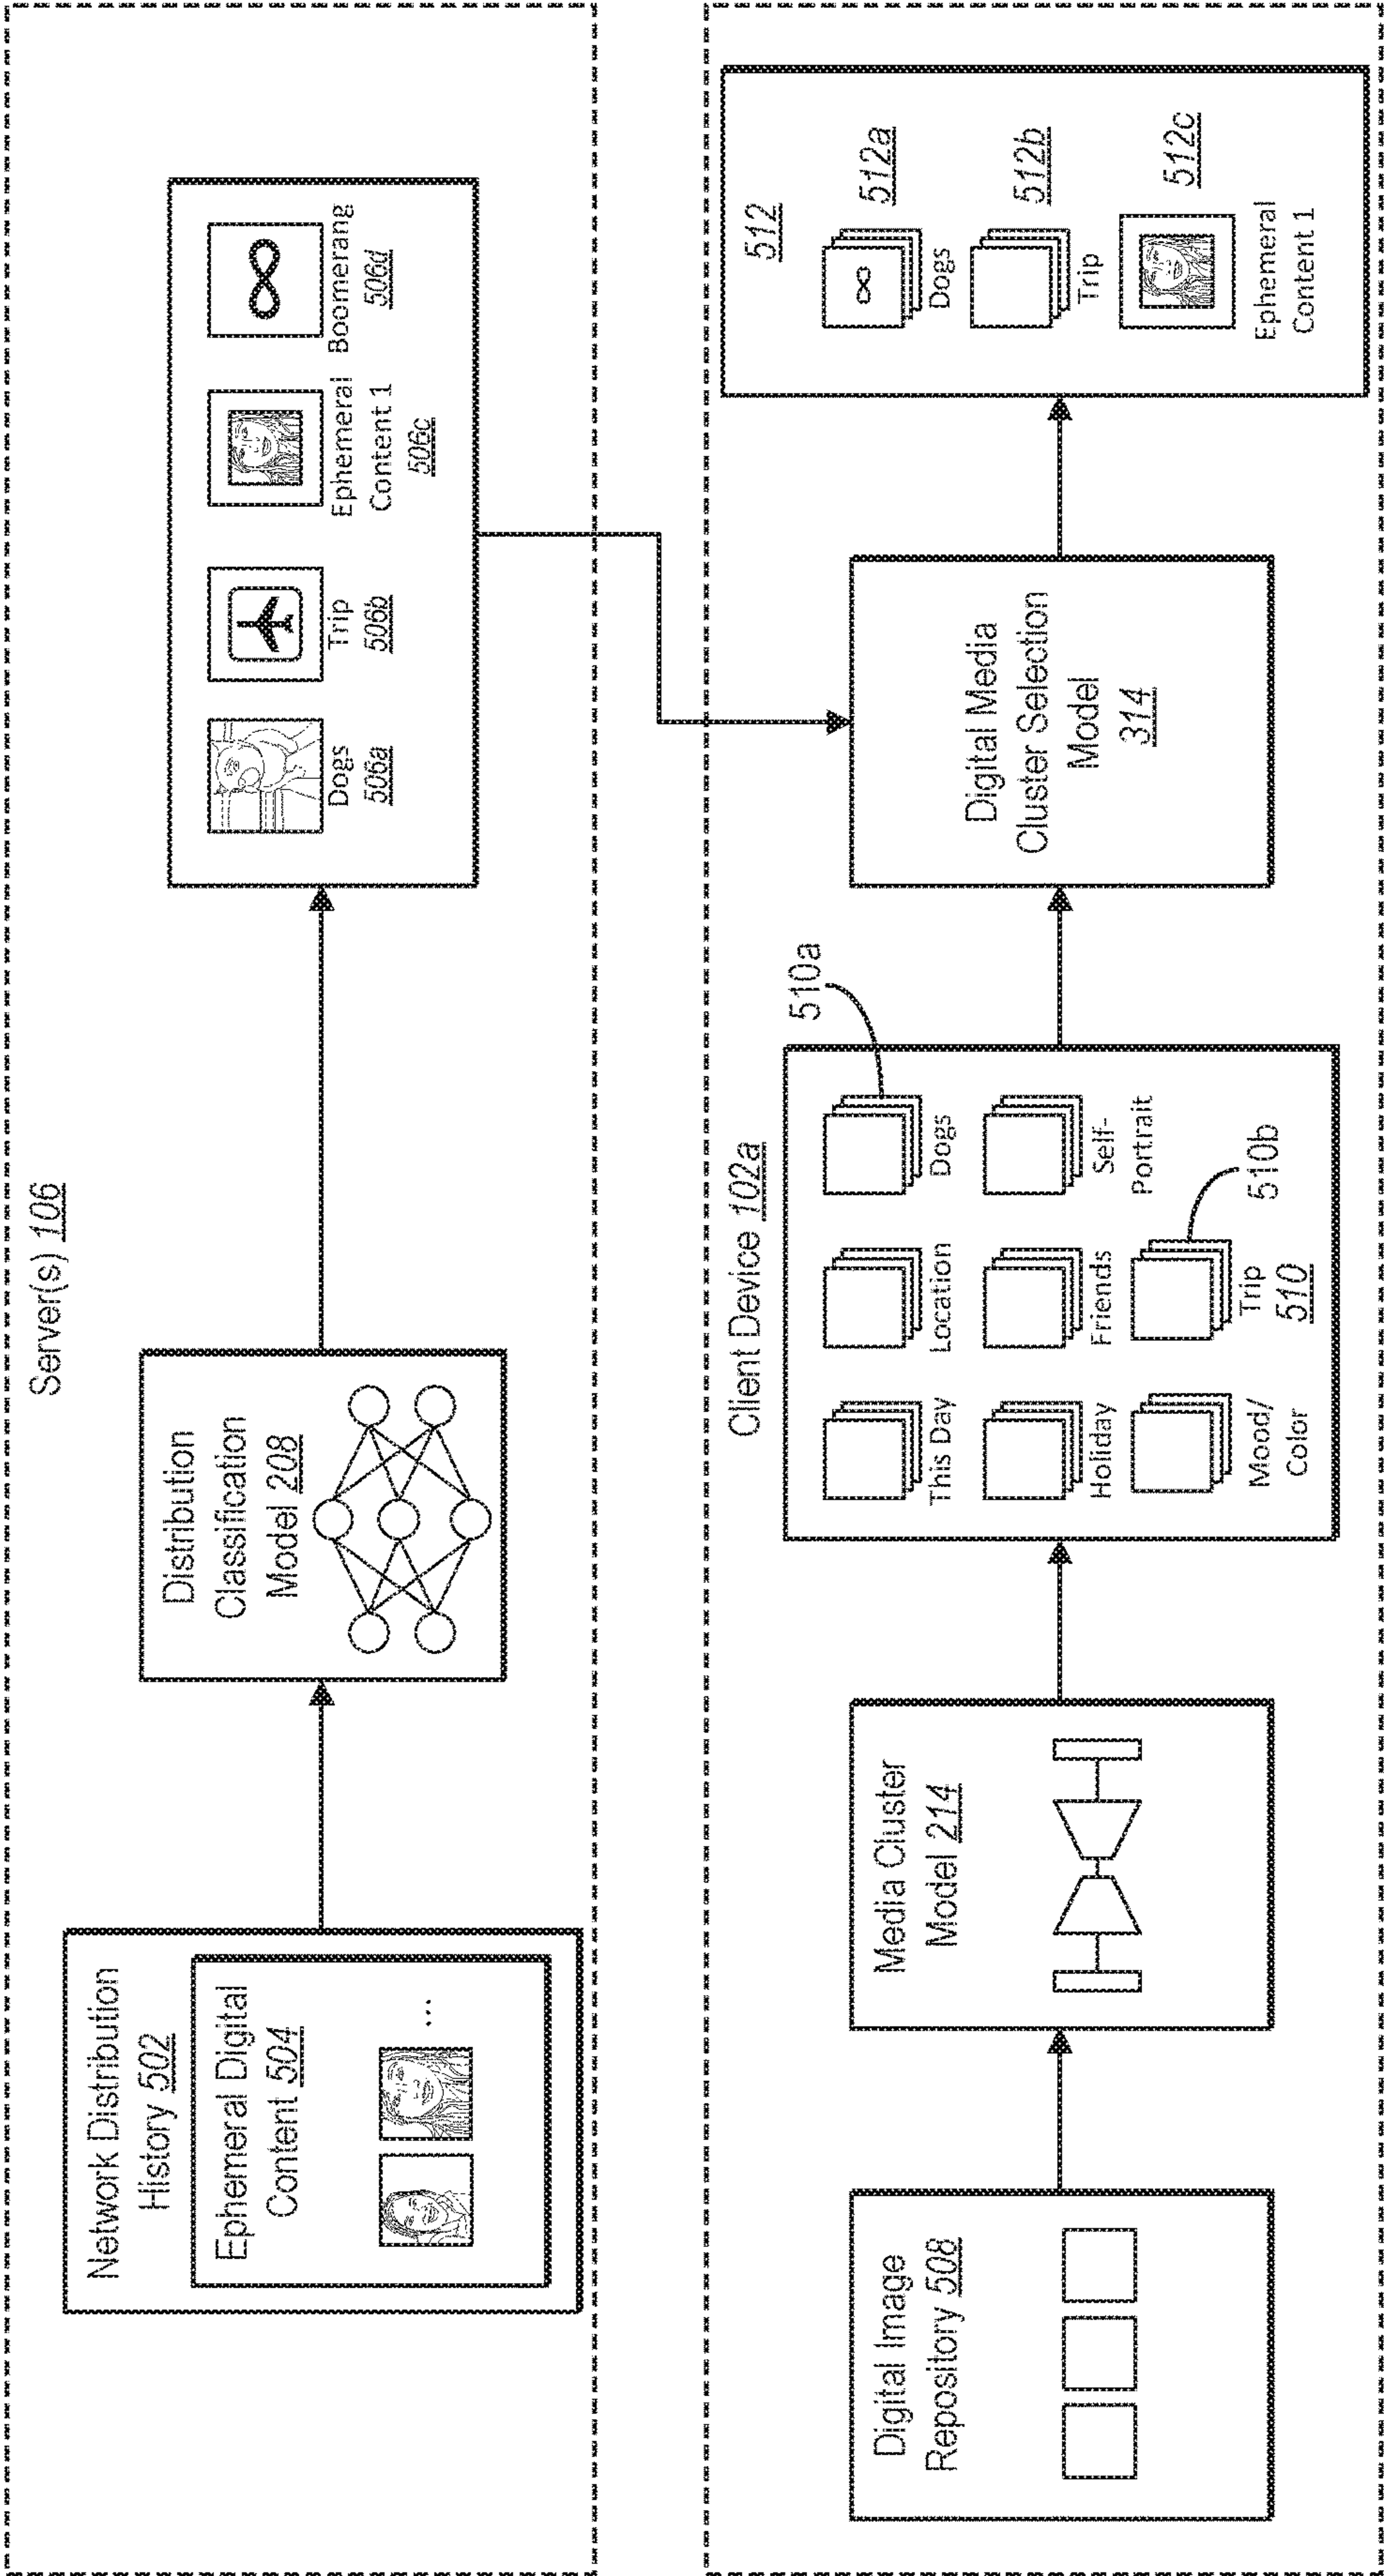 Server(s) 106
Network Distribution
History 502
Ephemeral Digital
Content 504
...
Distribution
Classification
Model 208
Dogs
506a
Trip
506b
Ephemeral
Content 1
506c
Boomerang
506d
Client Device 102a
Digital Image
Repository 508
Media Cluster
Model 214
This Day
Location
Dogs
510a
Holiday
Friends
Self-
Portrait
Mood/
Color
Trip
510
510b
Digital Media
Cluster Selection
Model
314
512
Dogs
512a
Trip
512b
Ephemeral
Content 1
512c